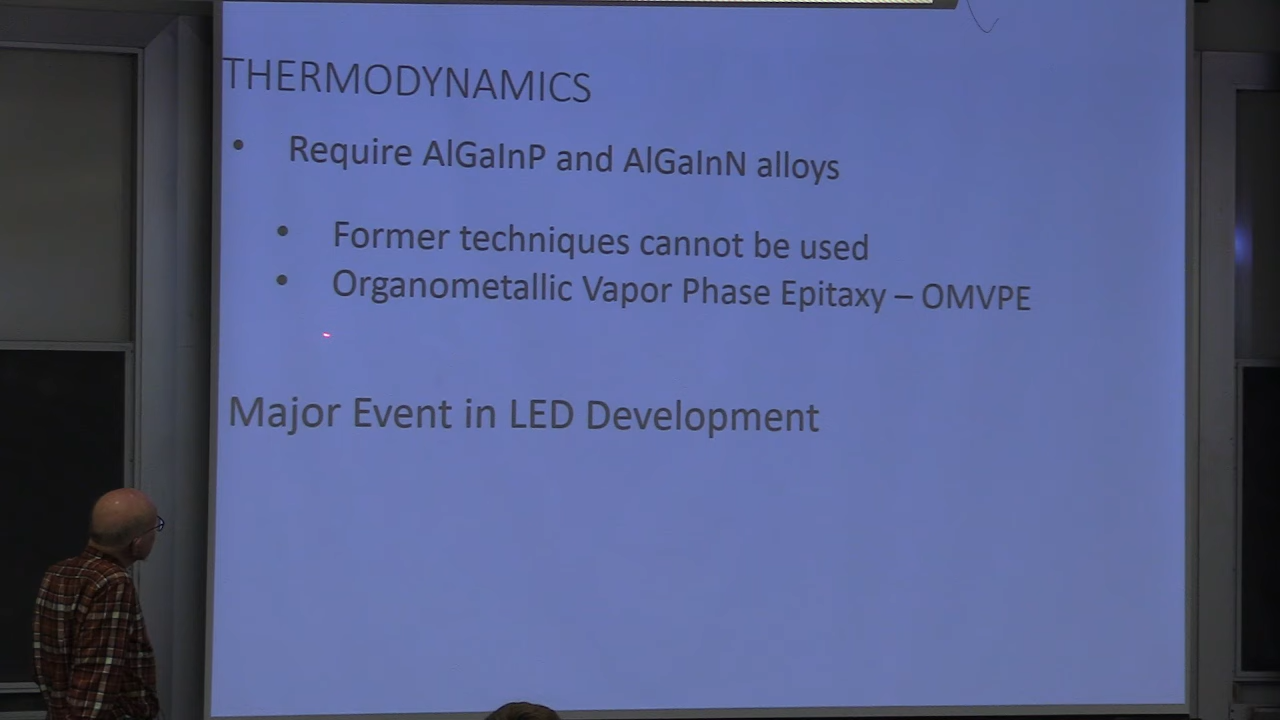 THERMODYNAMICS
• Require AlGaInP and AlGaInN alloys
• Former techniques cannot be used
• Organometallic Vapor Phase Epitaxy – OMVPE
Major Event in LED Development